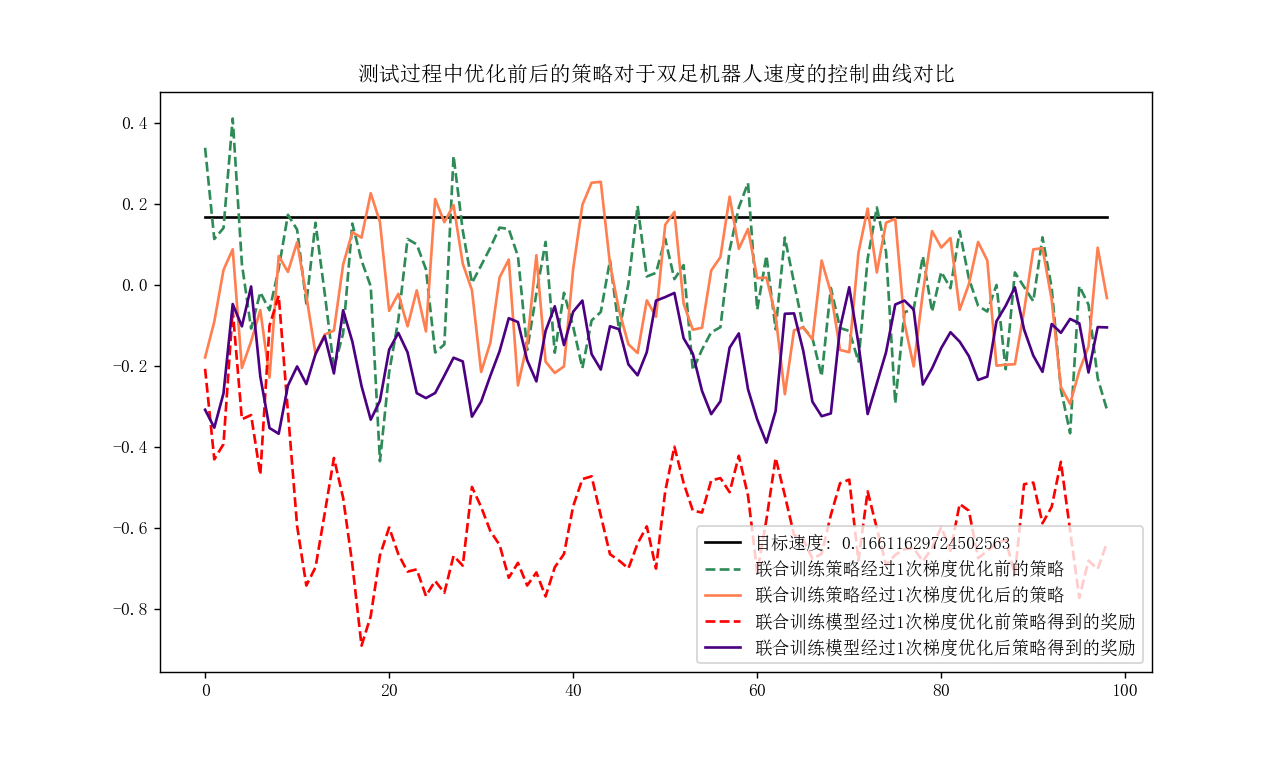 测试过程中优化前后的策略对于双足机器人速度的控制曲线对比
0.4
0.2
0.0
−0.2
−0.4
−0.6
−0.8
目标速度: 0.16611629724502563
联合训练策略经过1次梯度优化前的策略
联合训练策略经过1次梯度优化后的策略
联合训练模型经过1次梯度优化前策略得到的奖励
联合训练模型经过1次梯度优化后策略得到的奖励
0 20 40 60 80 100